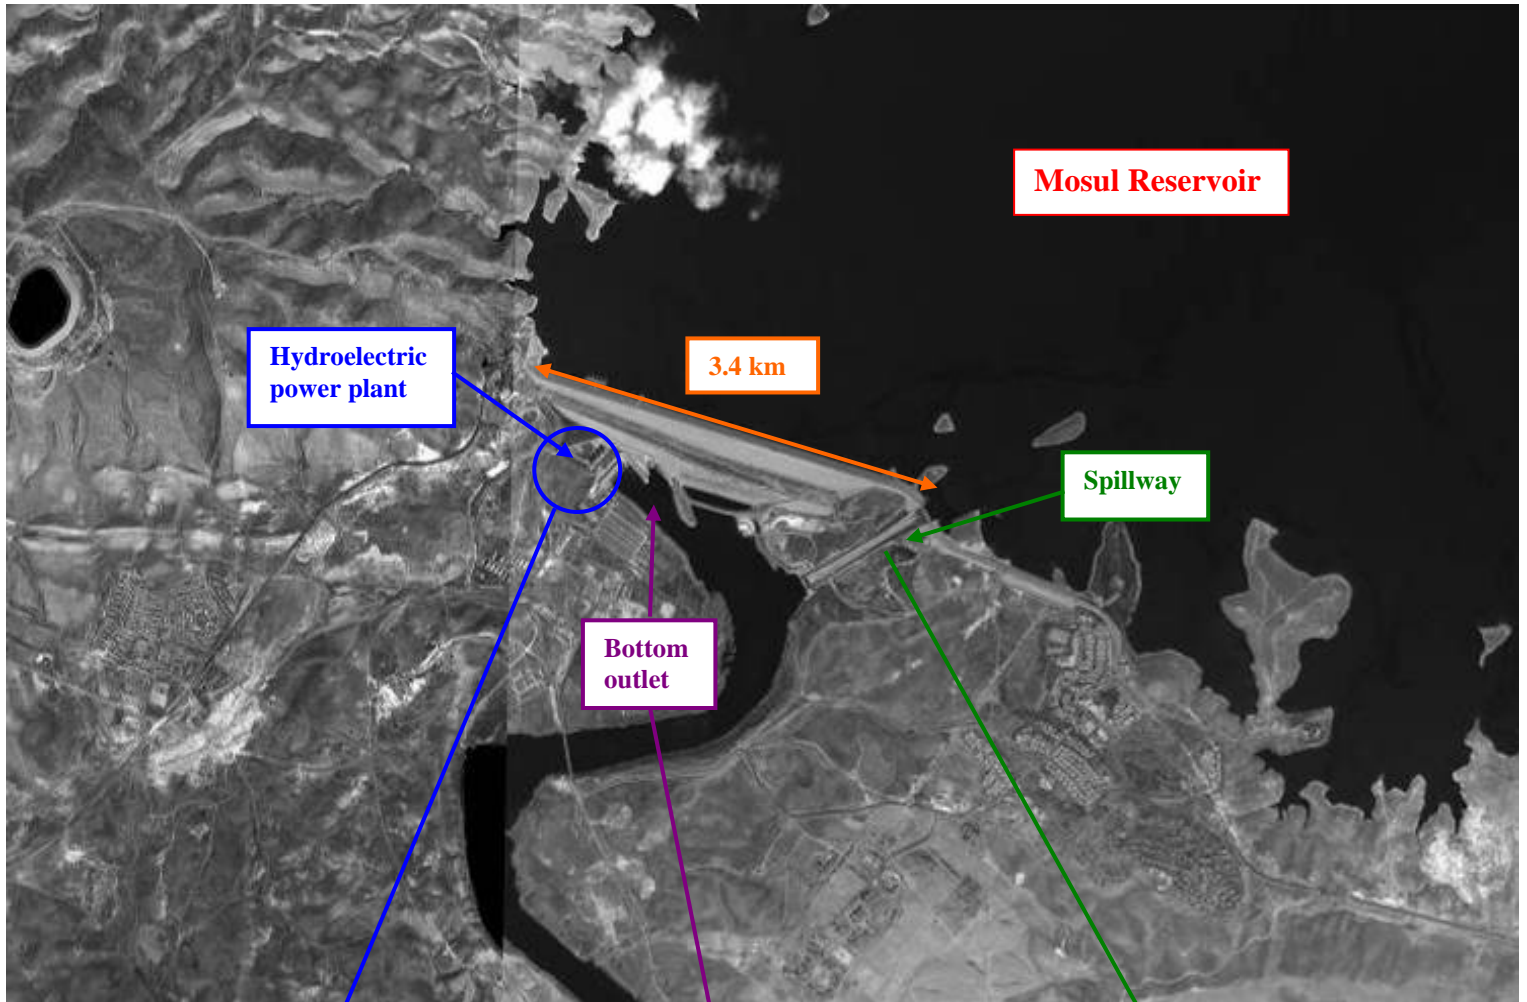 Mosul Reservoir
Hydroelectric
power plant
3.4 km
Spillway
Bottom
outlet